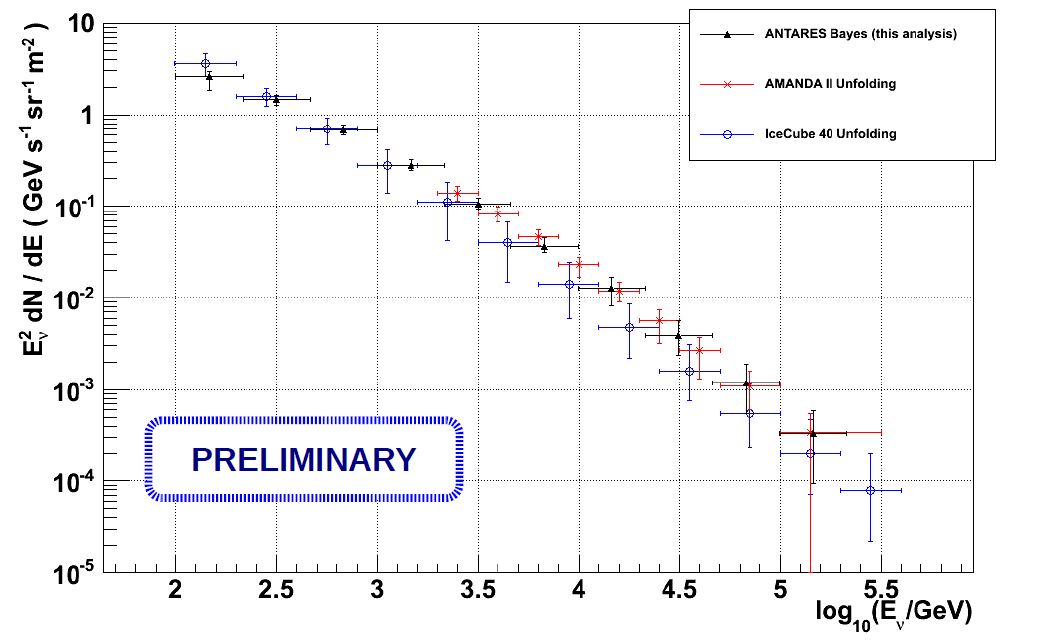 ANTARES Bayes (this analysis)
AMANDA II Unfolding
IceCube 40 Unfolding
E²ᵥ dN / dE ( GeV s⁻¹ sr⁻¹ m⁻² )
10
1
10⁻¹
10⁻²
10⁻³
10⁻⁴
10⁻⁵
PRELIMINARY
2 2.5 3 3.5 4 4.5 5 5.5
log₁₀(Eᵥ/GeV)